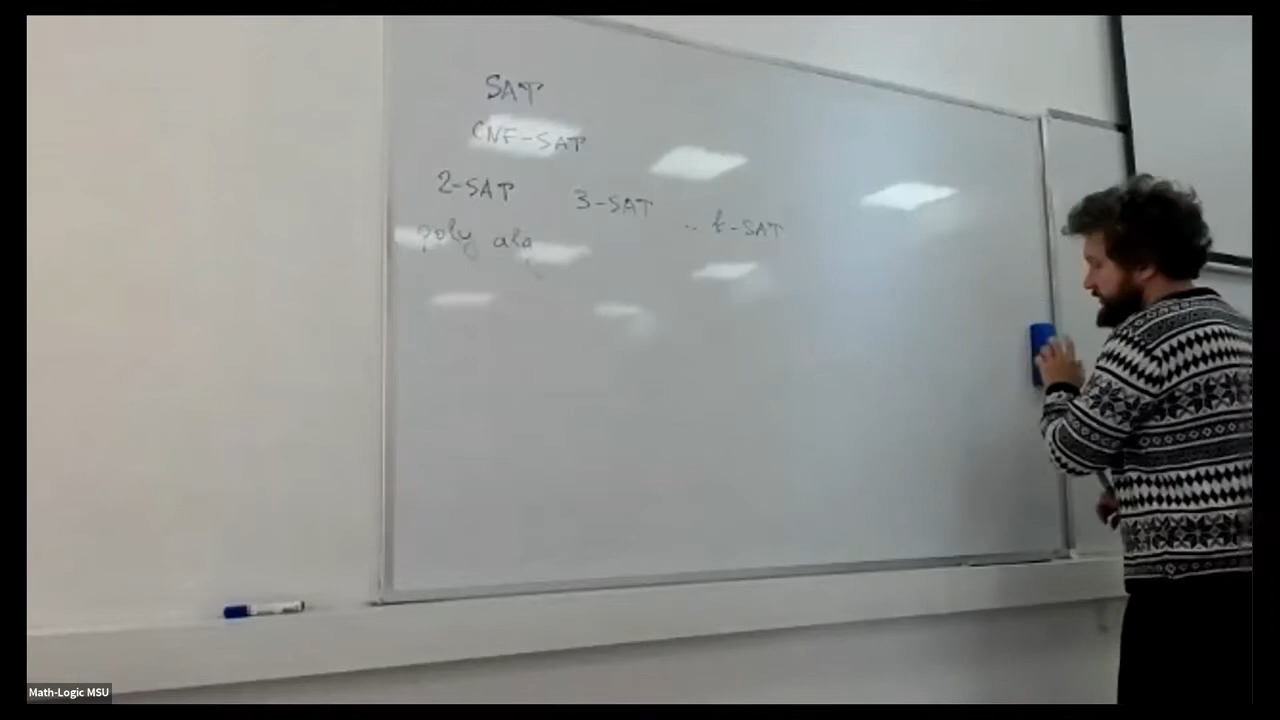 SAT
CNF-SAT
2-SAT 3-SAT .. k-SAT
poly alg
Math-Logic MSU